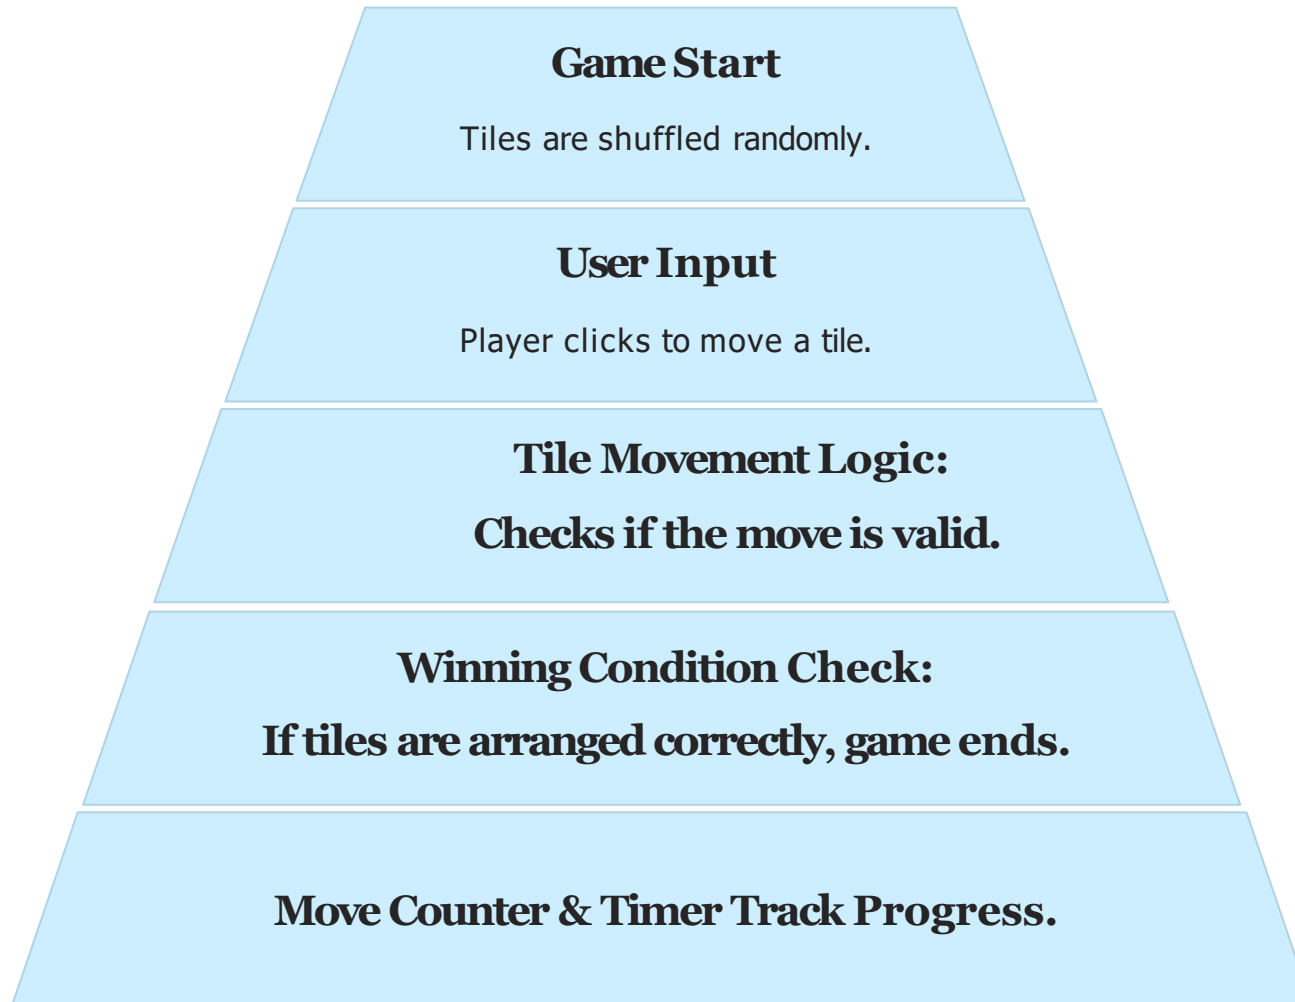 Game Start
Tiles are shuffled randomly.
User Input
Player clicks to move a tile.
Tile Movement Logic:
Checks if the move is valid.
Winning Condition Check:
If tiles are arranged correctly, game ends.
Move Counter & Timer Track Progress.